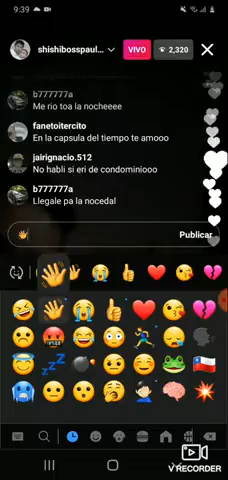 9:39
shishibosspaul...
VIVO
2,320
b777777a
Me rio toa la nocheeee
fanetoitercito
En la capsula del tiempo te amooo
jairignacio.512
No habli si eri de condominiooo
b777777a
Llegale pa la nocedal
Publicar
V RECORDER